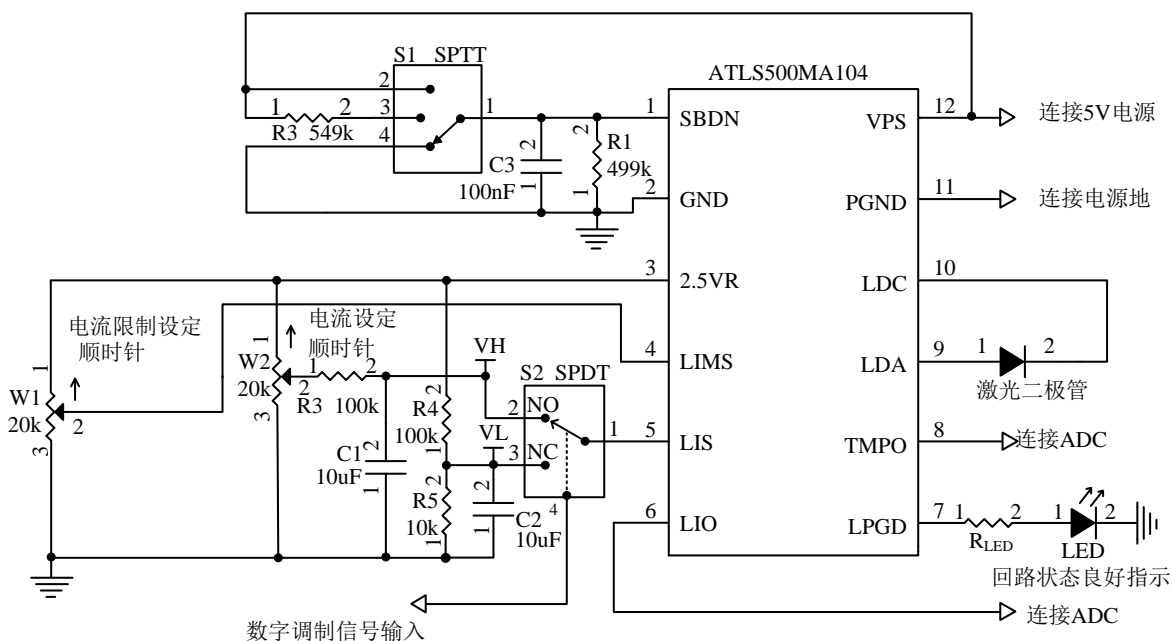 S1 SPTT
ATLS500MA104
2
1 2 3
R3 549k
4
1
2
C3
1
100nF
2
R1
499k
1
1 SBDN
2 GND
3 2.5VR
4 LIMS
5 LIS
6 LIO
VPS 12
连接5V电源
PGND 11
连接电源地
LDC 10
LDA 9
1 2
激光二极管
TMPO 8
连接ADC
LPGD 7
1 2
RLED
1 2
LED
回路状态良好指示
连接ADC
电流限制设定
顺时针
1
W1
20k
2
3
电流设定
顺时针
1
W2
20k
2
3
1 2
R3 100k
VH
2
C1
10uF
1
2
R4
100k
1
VL
2
R5
10k
1
2
C2
10uF
1
S2 SPDT
2 NO
3 NC
1
4
数字调制信号输入